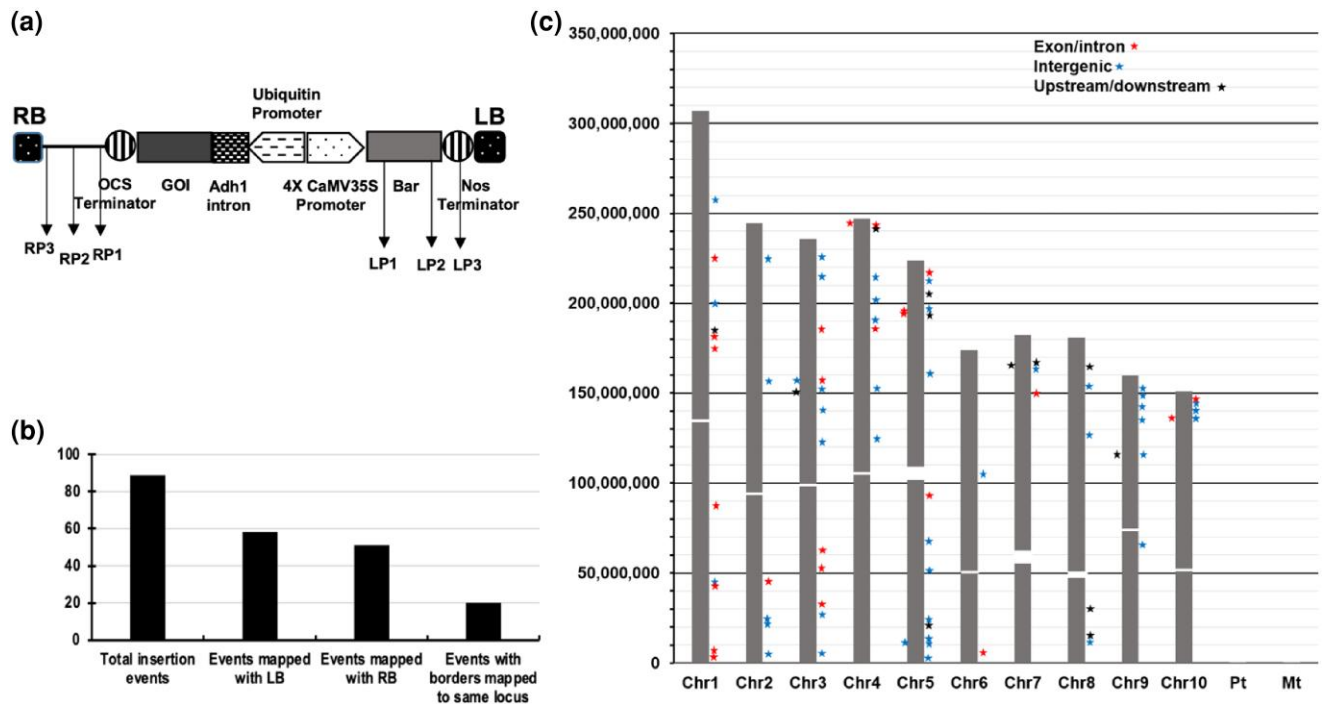 (a)
Ubiquitin
Promoter
RB
LB
OCS
Terminator
GOI
Adh1
intron
4X CaMV35S
Promoter
Bar
Nos
Terminator
RP3
RP2
RP1
LP1
LP2
LP3
(b)
100
80
60
40
20
0
Total insertion
events
Events mapped
with LB
Events mapped
with RB
Events with
borders mapped
to same locus
(c)
350,000,000
300,000,000
250,000,000
200,000,000
150,000,000
100,000,000
50,000,000
0
Exon/intron
Intergenic
Upstream/downstream
Chr1 Chr2 Chr3 Chr4 Chr5 Chr6 Chr7 Chr8 Chr9 Chr10 Pt Mt